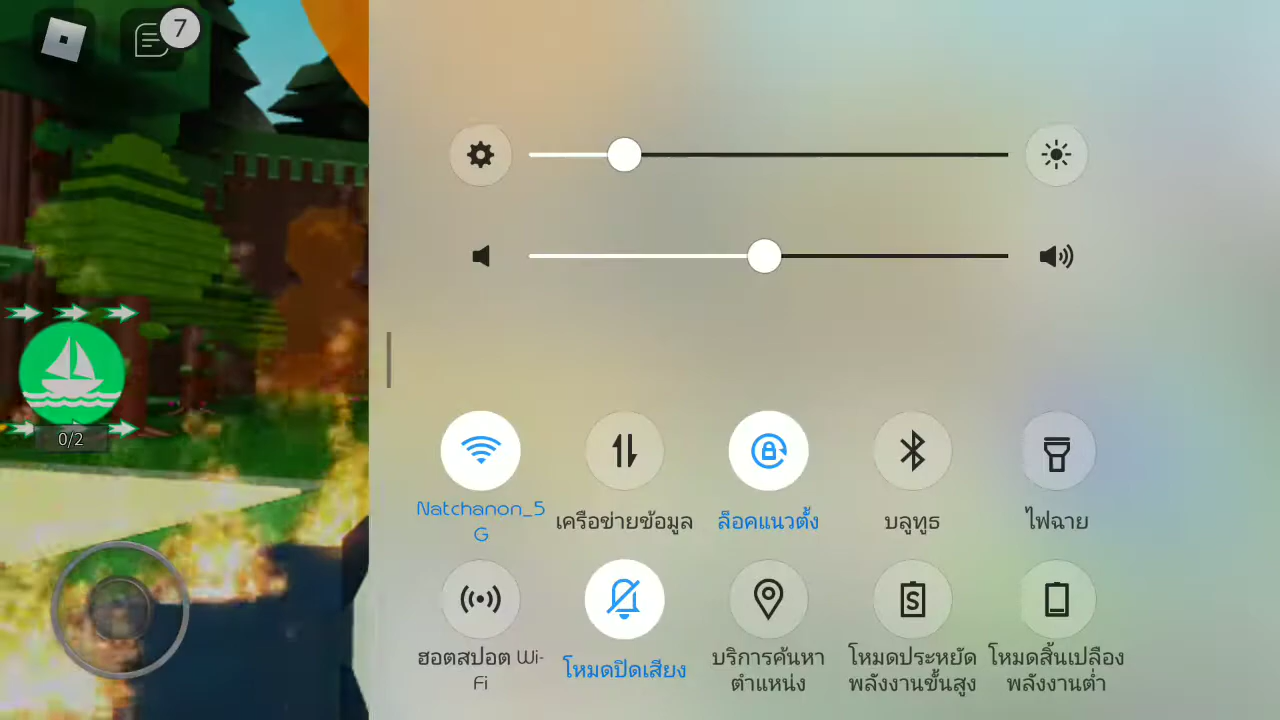 7
0/2
Natchanon_5
G
เครือข่ายข้อมูล
ล็อคแนวตั้ง
บลูทูธ
ไฟฉาย
ฮอตสปอต Wi-
Fi
โหมดปิดเสียง
บริการค้นหา
ตำแหน่ง
โหมดประหยัด
พลังงานขั้นสูง
โหมดสิ้นเปลือง
พลังงานต่ำ